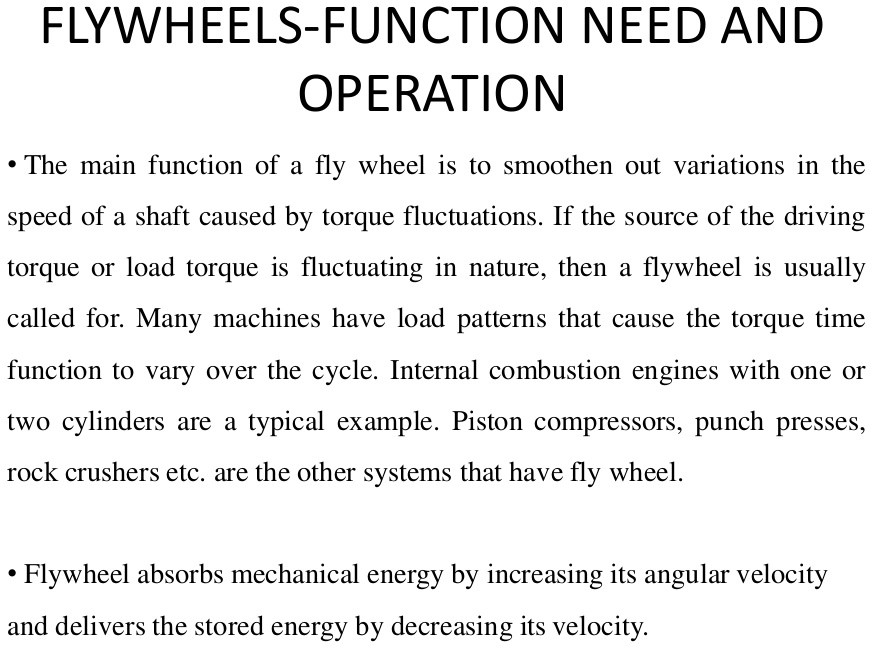 FLYWHEELS-FUNCTION NEED AND
OPERATION
• The main function of a fly wheel is to smoothen out variations in the
speed of a shaft caused by torque fluctuations. If the source of the driving
torque or load torque is fluctuating in nature, then a flywheel is usually
called for. Many machines have load patterns that cause the torque time
function to vary over the cycle. Internal combustion engines with one or
two cylinders are a typical example. Piston compressors, punch presses,
rock crushers etc. are the other systems that have fly wheel.
• Flywheel absorbs mechanical energy by increasing its angular velocity
and delivers the stored energy by decreasing its velocity.